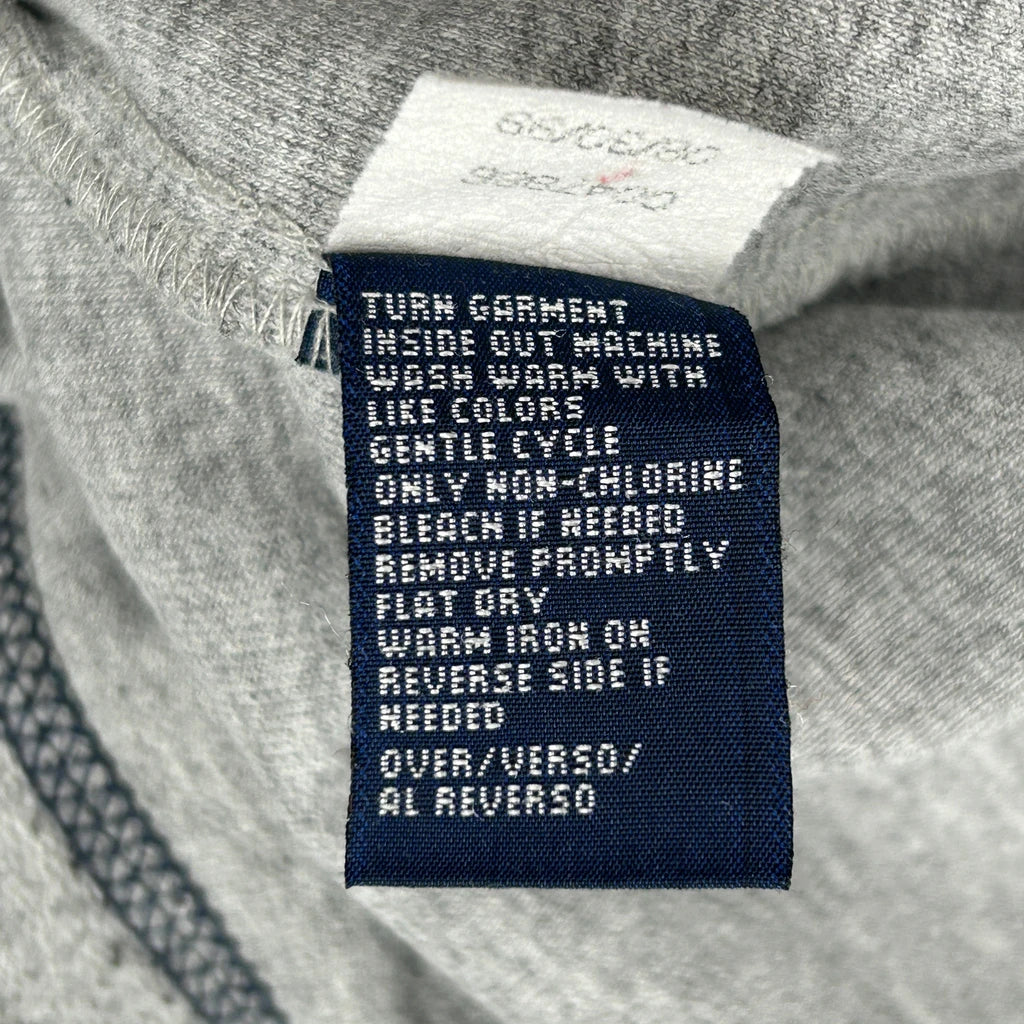 TURN GARMENT
INSIDE OUT MACHINE
WASH WARM WITH
LIKE COLORS
GENTLE CYCLE
ONLY NON-CHLORINE
BLEACH IF NEEDED
REMOVE PROMPTLY
FLAT DRY
WARM IRON ON
REVERSE SIDE IF
NEEDED
OVER/VERSO/
AL REVERSO